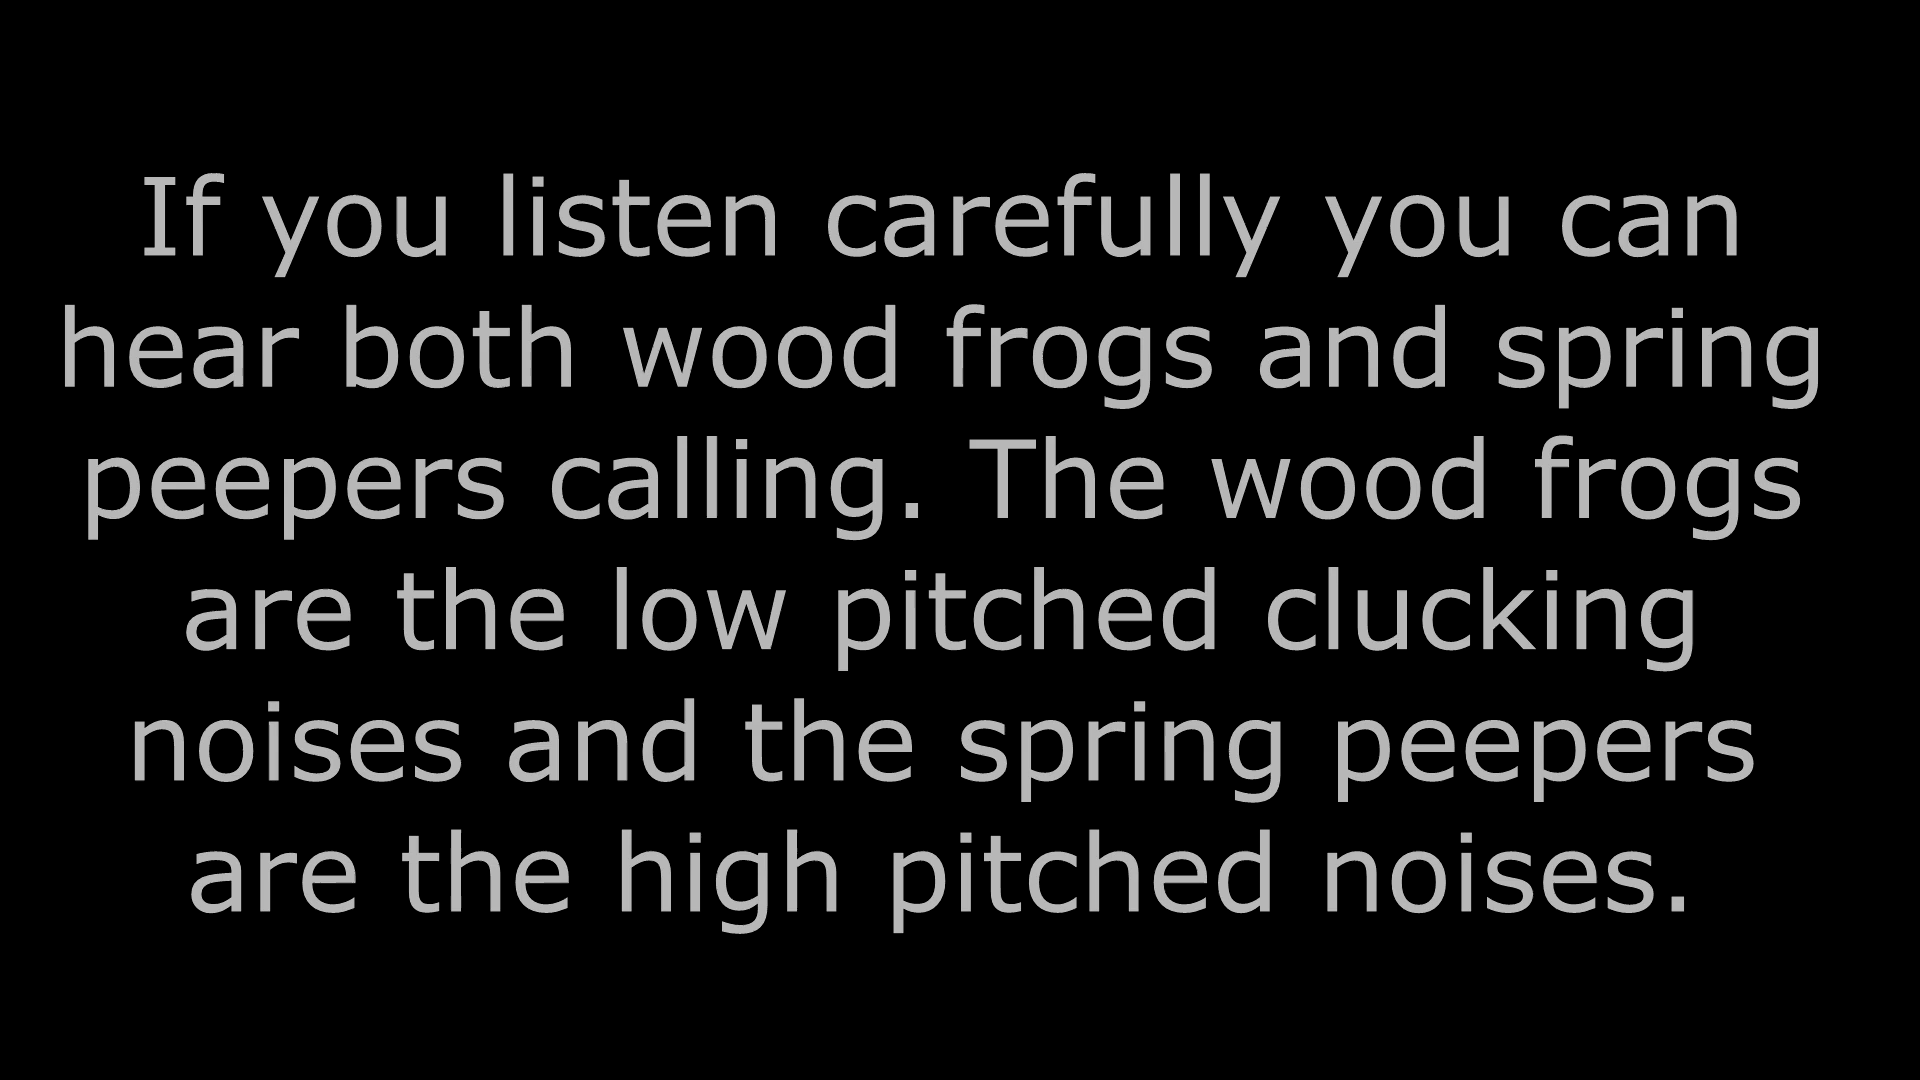 If you listen carefully you can
hear both wood frogs and spring
peepers calling. The wood frogs
are the low pitched clucking
noises and the spring peepers
are the high pitched noises.